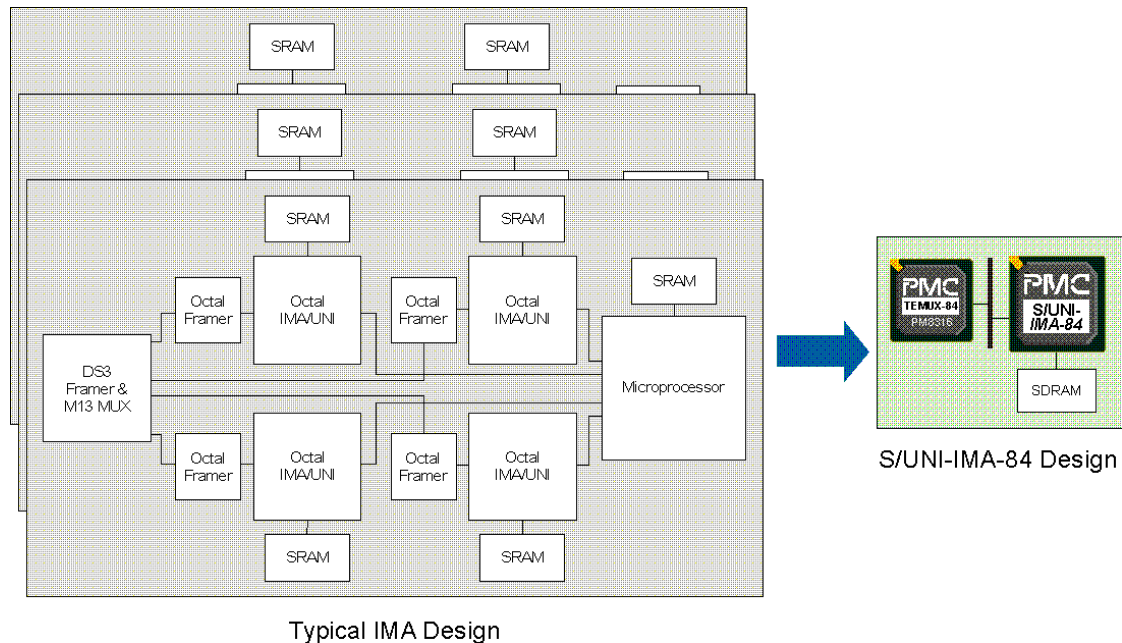 SRAM
SRAM
SRAM
SRAM
SRAM
SRAM
SRAM
Octal
Framer
Octal
IMA/UNI
Octal
Framer
Octal
IMA/UNI
DS3
Framer &
M13 MUX
Microprocessor
Octal
Framer
Octal
IMA/UNI
Octal
Framer
Octal
IMA/UNI
SRAM
SRAM
Typical IMA Design
PMC
TEMUX-84
PM8316
PMC
S/UNI-
IMA-84
SDRAM
S/UNI-IMA-84 Design